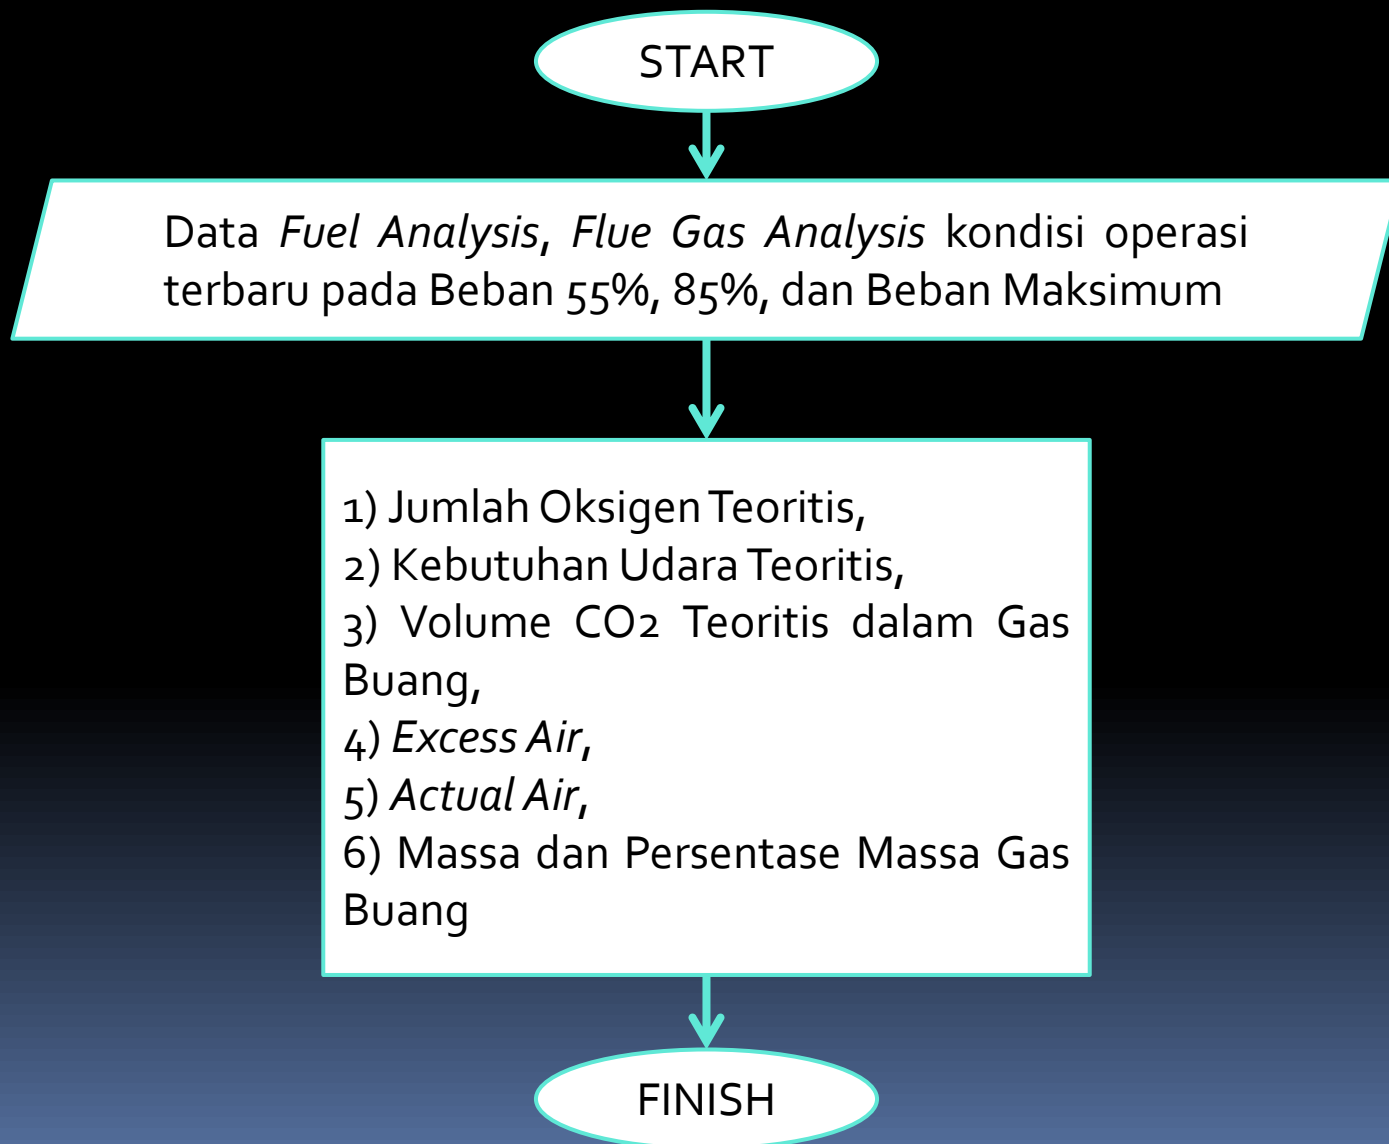 START
Data Fuel Analysis, Flue Gas Analysis kondisi operasi
terbaru pada Beban 55%, 85%, dan Beban Maksimum
1) Jumlah Oksigen Teoritis,
2) Kebutuhan Udara Teoritis,
3) Volume CO2 Teoritis dalam Gas
Buang,
4) Excess Air,
5) Actual Air,
6) Massa dan Persentase Massa Gas
Buang
FINISH